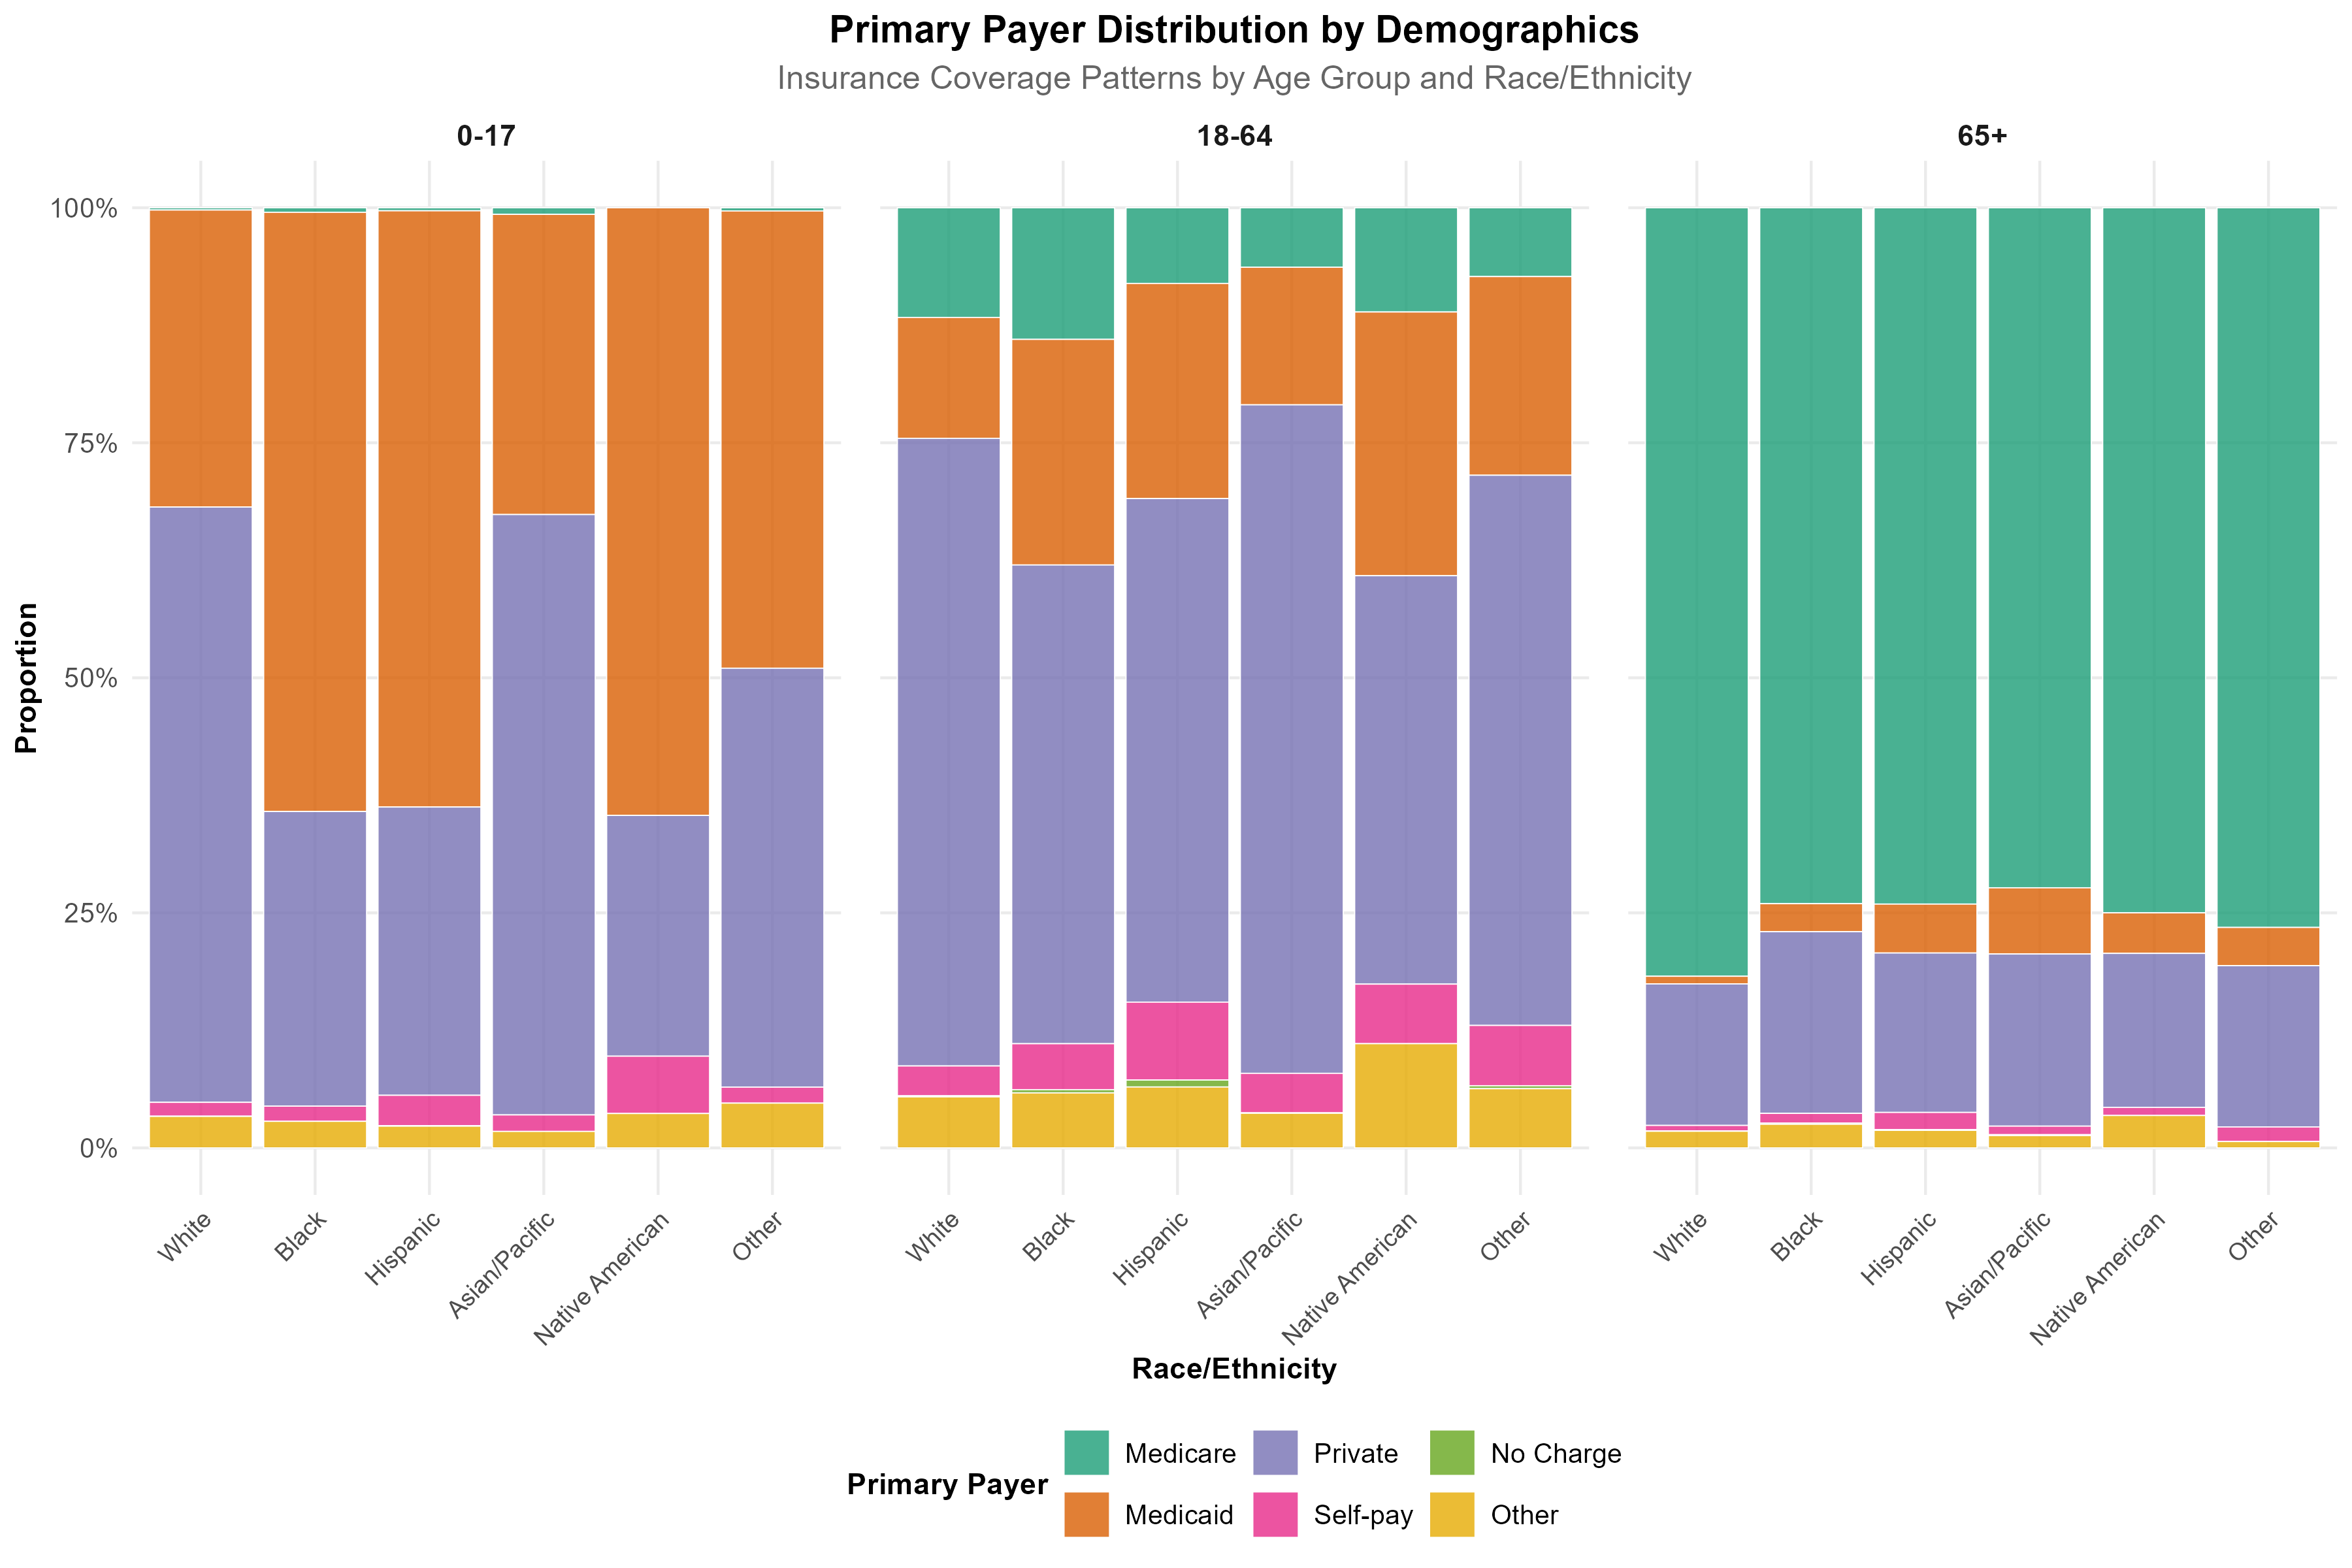 Primary Payer Distribution by Demographics
Insurance Coverage Patterns by Age Group and Race/Ethnicity
0-17
18-64
65+
100%
75%
50%
25%
0%
Proportion
White
Black
Hispanic
Asian/Pacific
Native American
Other
White
Black
Hispanic
Asian/Pacific
Native American
Other
White
Black
Hispanic
Asian/Pacific
Native American
Other
Race/Ethnicity
Primary Payer
Medicare
Private
No Charge
Medicaid
Self-pay
Other